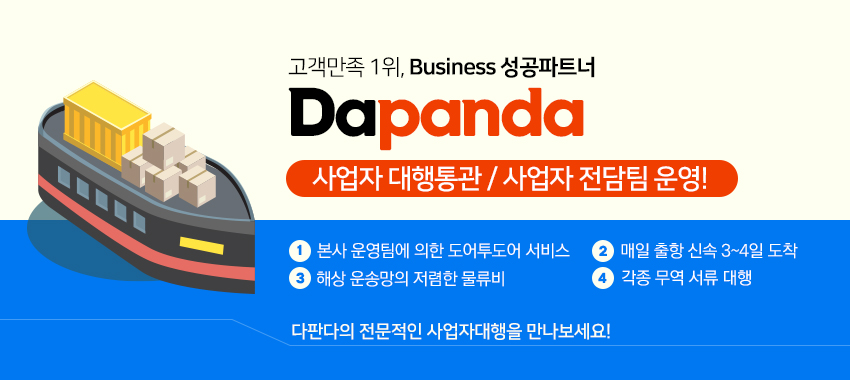 고객만족 1위, Business 성공파트너
Dapanda
사업자 대행통관 / 사업자 전담팀 운영!
1 본사 운영팀에 의한 도어투도어 서비스
2 매일 출항 신속 3~4일 도착
3 해상 운송망의 저렴한 물류비
4 각종 무역 서류 대행
다판다의 전문적인 사업자대행을 만나보세요!